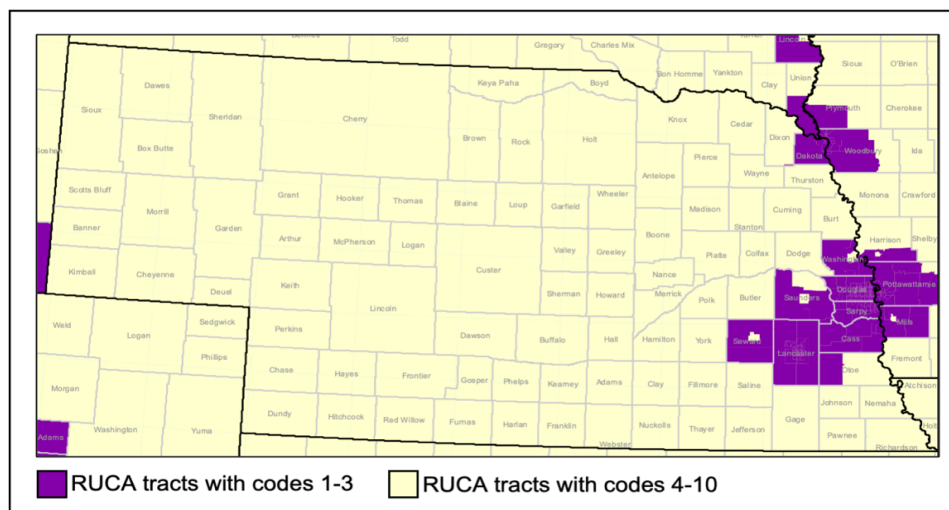 Todd
Gregory
Charles Mix
Lincoln
Bon Homme
Yankton
Clay
Union
Sioux
O'Brien
Sioux
Dawes
Sheridan
Cherry
Keya Paha
Boyd
Knox
Cedar
Dixon
Plymouth
Cherokee
Box Butte
Brown
Rock
Holt
Dakota
Woodbury
Ida
Antelope
Pierce
Wayne
Thurston
Scotts Bluff
Morrill
Garden
Grant
Hooker
Thomas
Blaine
Loup
Garfield
Wheeler
Madison
Stanton
Cuming
Burt
Monona
Crawford
Banner
Arthur
McPherson
Logan
Custer
Valley
Greeley
Boone
Platte
Colfax
Dodge
Washington
Harrison
Shelby
Kimball
Cheyenne
Deuel
Keith
Lincoln
Sherman
Howard
Nance
Merrick
Polk
Butler
Saunders
Douglas
Sarpy
Pottawattamie
Weld
Logan
Sedgwick
Phillips
Perkins
Dawson
Buffalo
Hall
Hamilton
York
Seward
Lancaster
Cass
Mills
Otoe
Fremont
Morgan
Washington
Yuma
Chase
Hayes
Frontier
Gosper
Phelps
Kearney
Adams
Clay
Fillmore
Saline
Johnson
Nemaha
Atchison
Adams
Dundy
Hitchcock
Red Willow
Furnas
Harlan
Franklin
Webster
Nuckolls
Thayer
Jefferson
Gage
Pawnee
Richardson
RUCA tracts with codes 1-3
RUCA tracts with codes 4-10